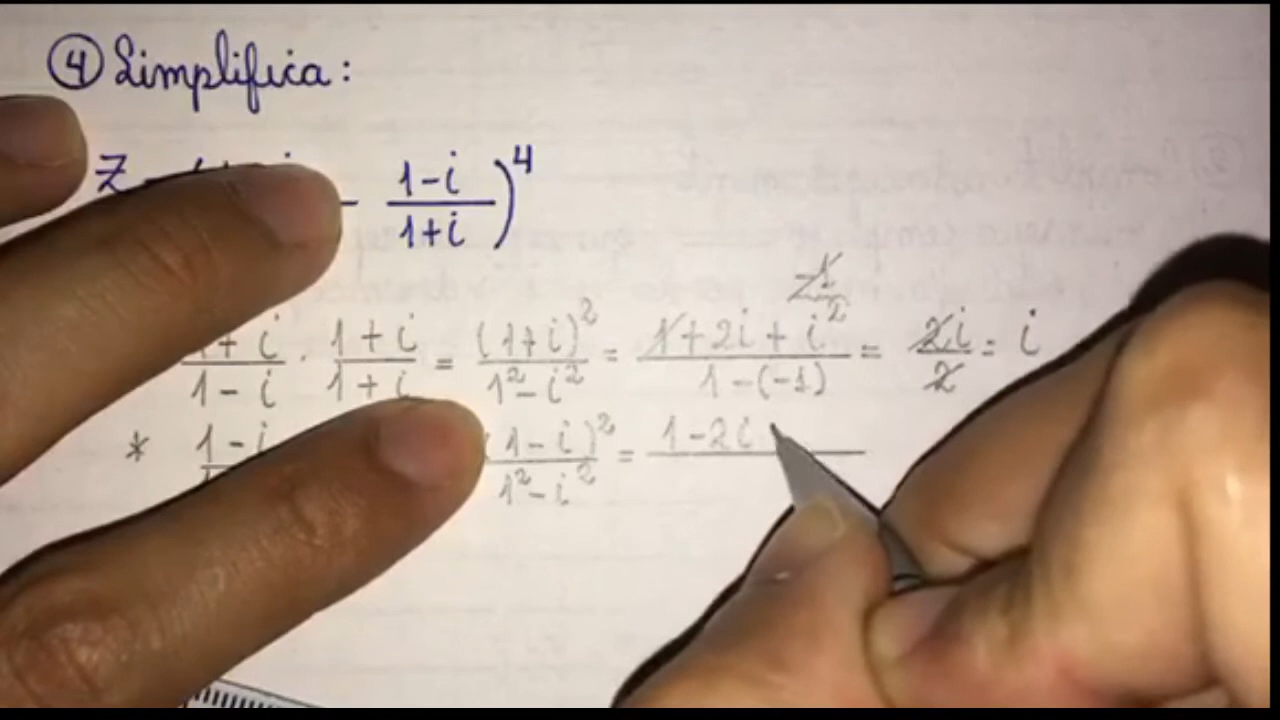 ④ Simplifica:
Z - 1-i/1+i)⁴
1+i/1-i · 1+i/1+i = (1+i)²/1²-i² = 1+2i+i²/1-(-1) = 2i/2 = i
* 1-i (1-i)²/1²-i² = 1-2i